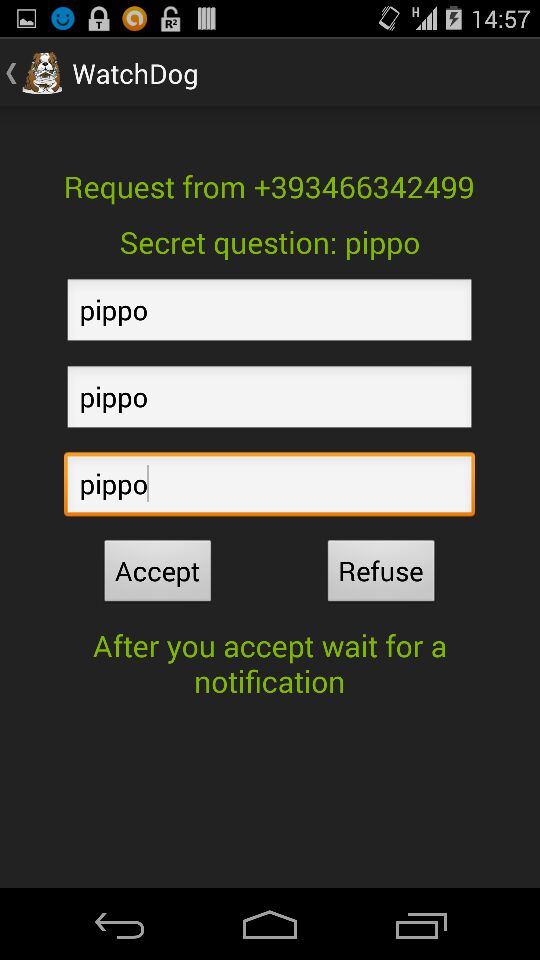 T
R²
H
14:57
WatchDog
Request from +393466342499
Secret question: pippo
pippo
pippo
pippo
Accept
Refuse
After you accept wait for a
notification